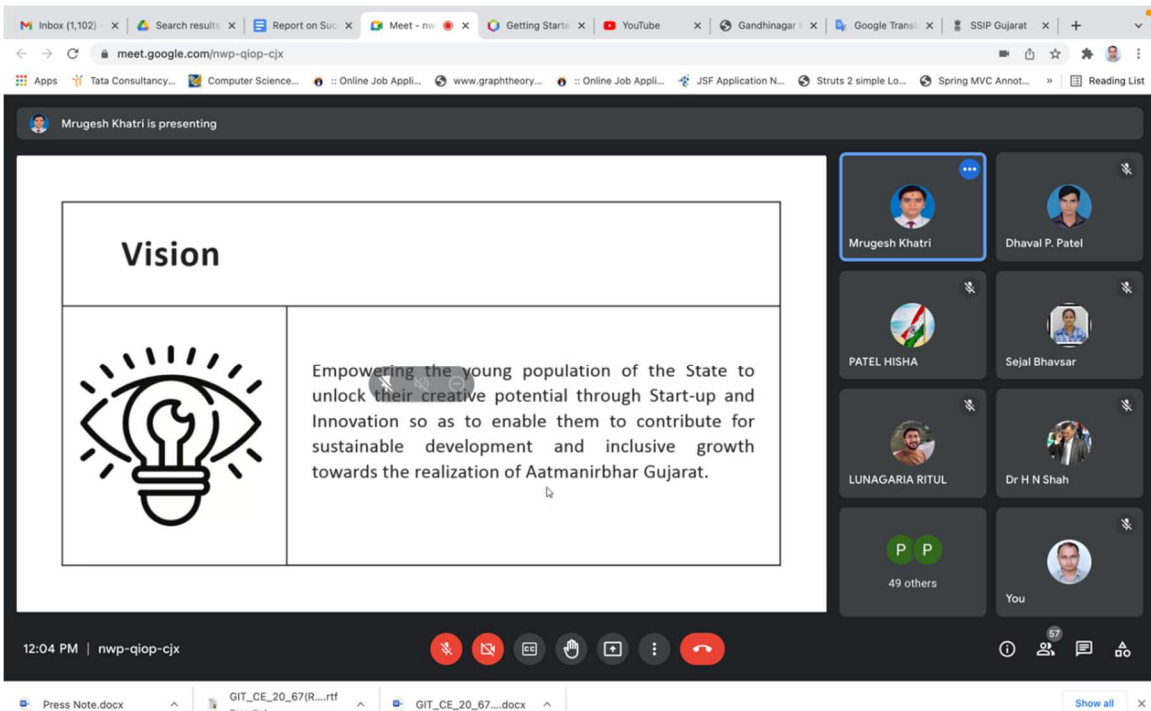 Inbox (1,102) -
Search results
Report on Suc
Meet - nw
Getting Starte
YouTube
Gandhinagar
Google Transl
SSIP Gujarat
meet.google.com/nwp-qiop-cjx
Apps
Tata Consultancy...
Computer Science...
:: Online Job Appli...
www.graphtheory...
:: Online Job Appli...
JSF Application N...
Struts 2 simple Lo...
Spring MVC Annot...
»
Reading List
Mrugesh Khatri is presenting
Vision
Empowering the young population of the State to
unlock their creative potential through Start-up and
Innovation so as to enable them to contribute for
sustainable development and inclusive growth
towards the realization of Aatmanirbhar Gujarat.
Mrugesh Khatri
Dhaval P. Patel
PATEL HISHA
Sejal Bhavsar
LUNAGARIA RITUL
Dr H N Shah
P P
49 others
You
12:04 PM | nwp-qiop-cjx
CC
57
Press Note.docx
GIT_CE_20_67(R....rtf
GIT_CE_20_67....docx
Show all